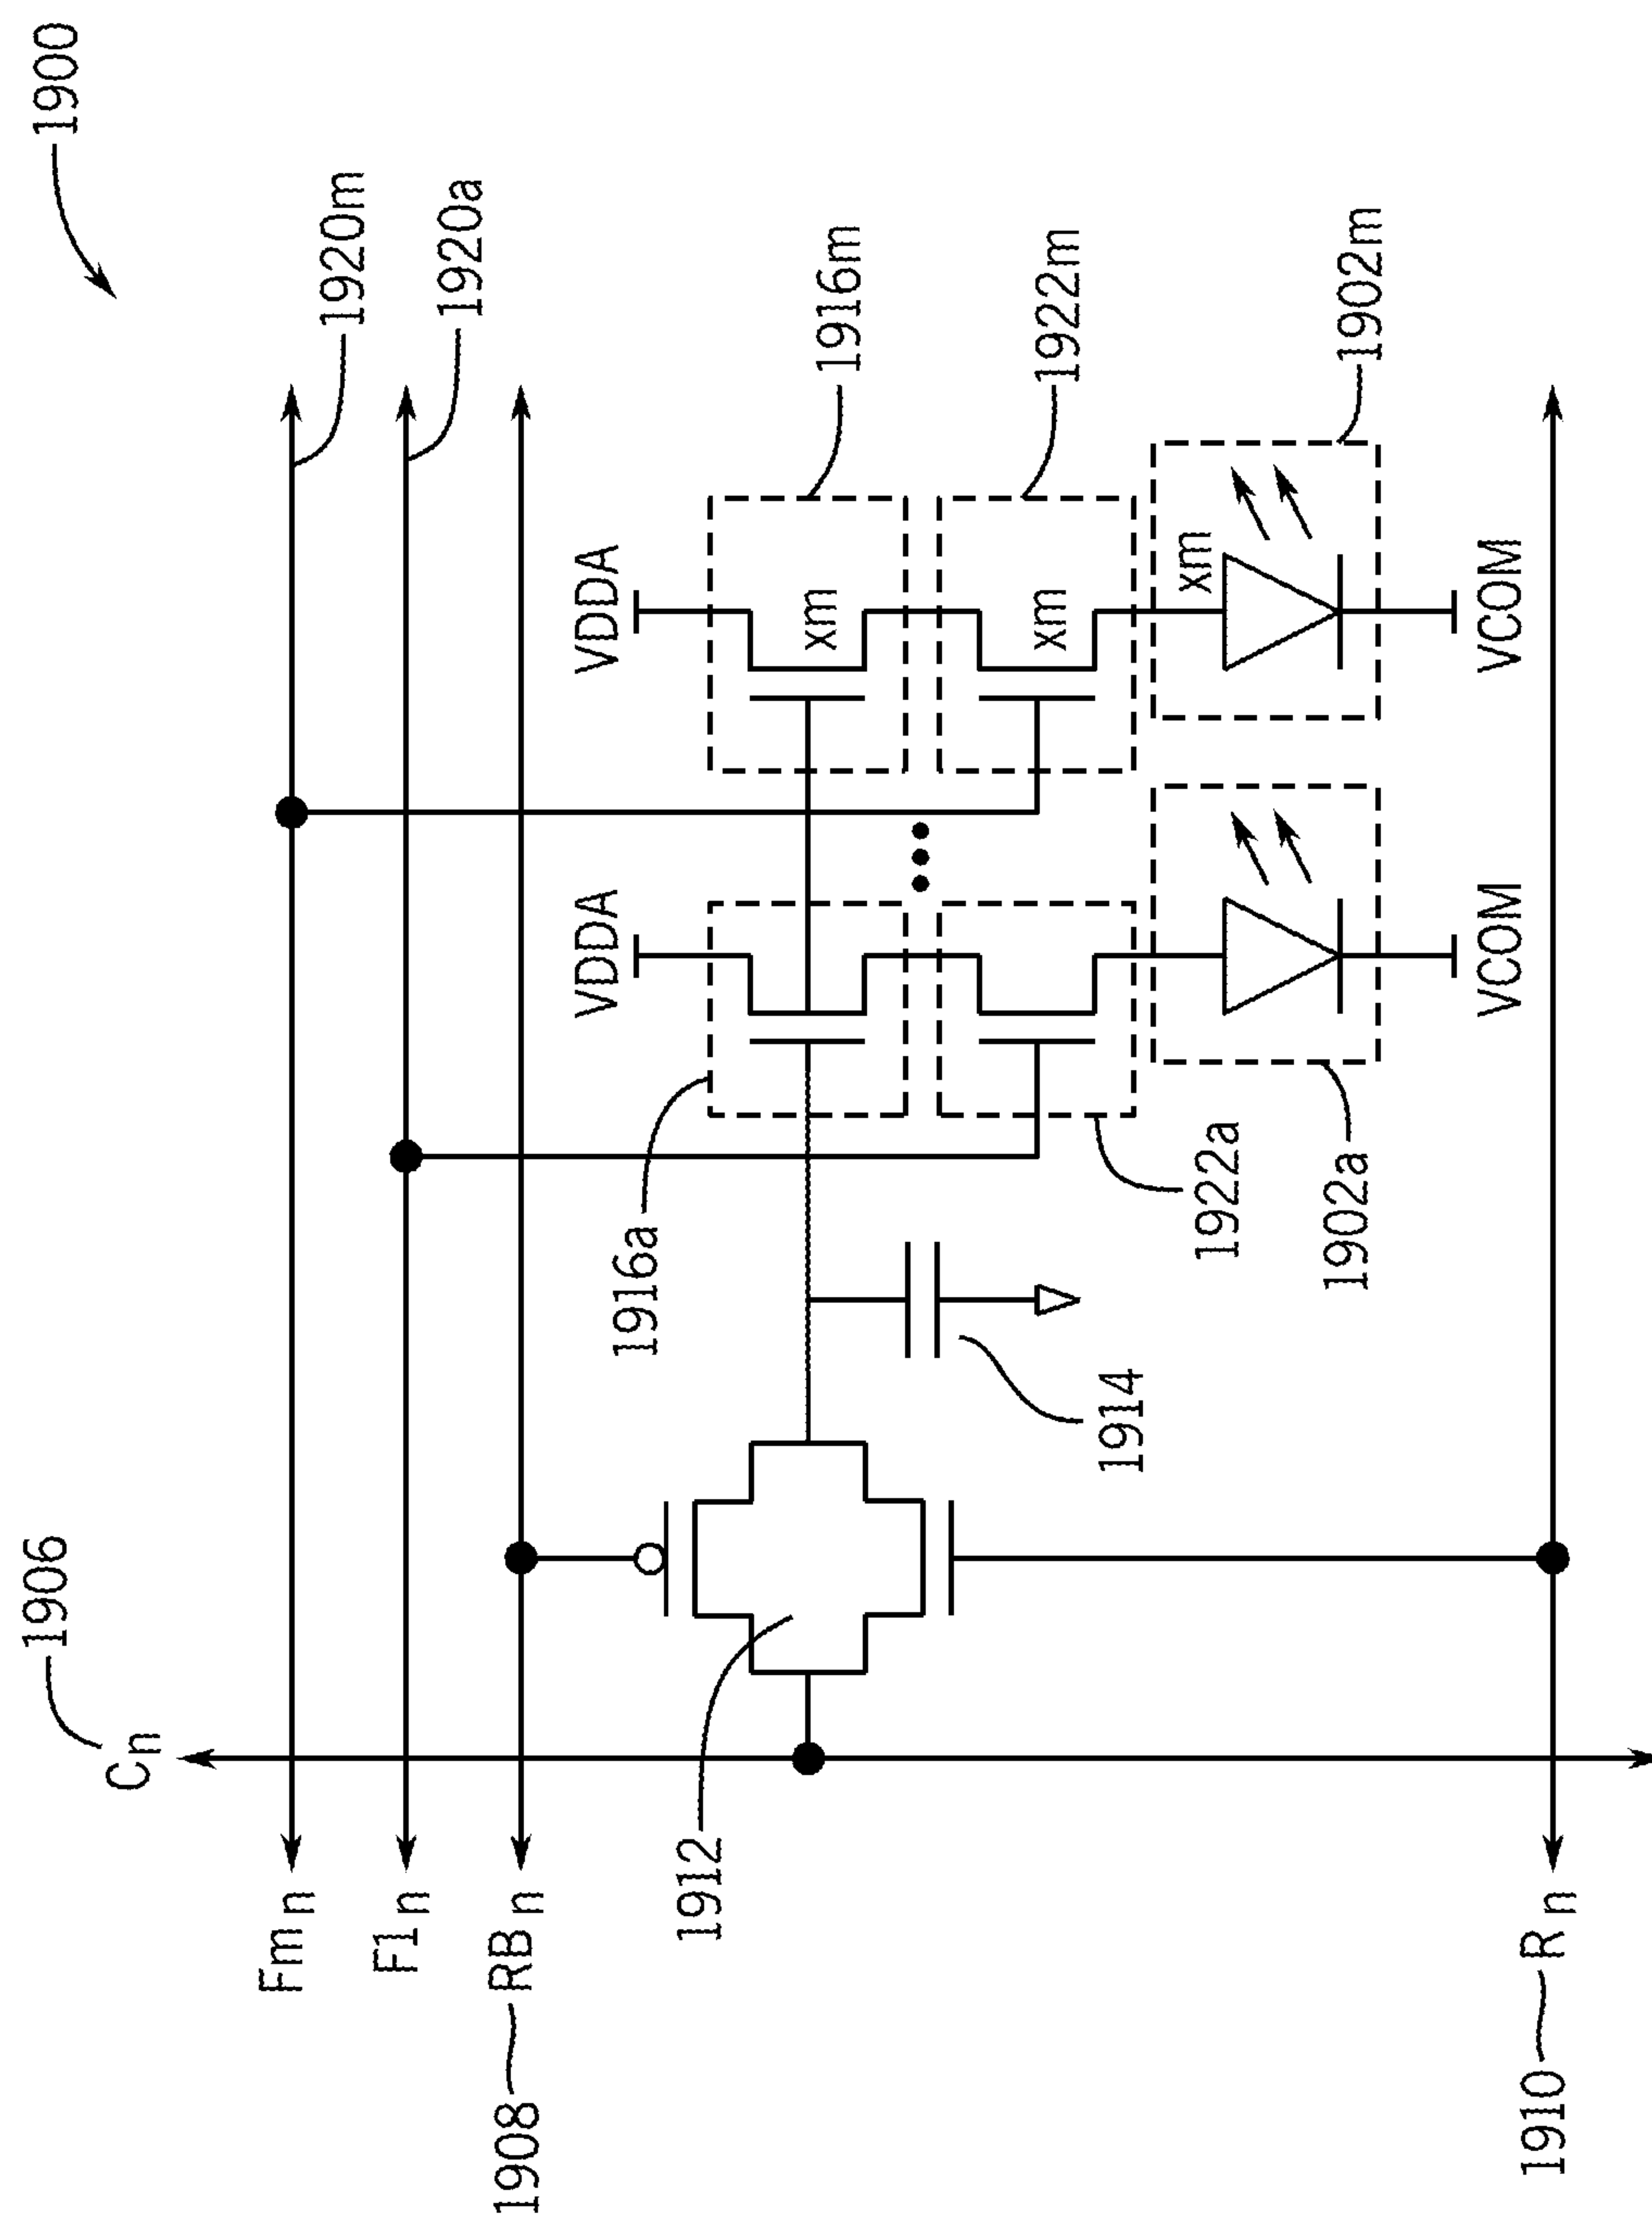 1900
1906
Cn
1920m
1920a
Fmn
F1n
RBn
1908
VDDA
VDDA
1916a
1916m
xm
1912
1922m
xm
1914
1922a
xm
1902a
1902m
VCOM
VCOM
1910
Rn